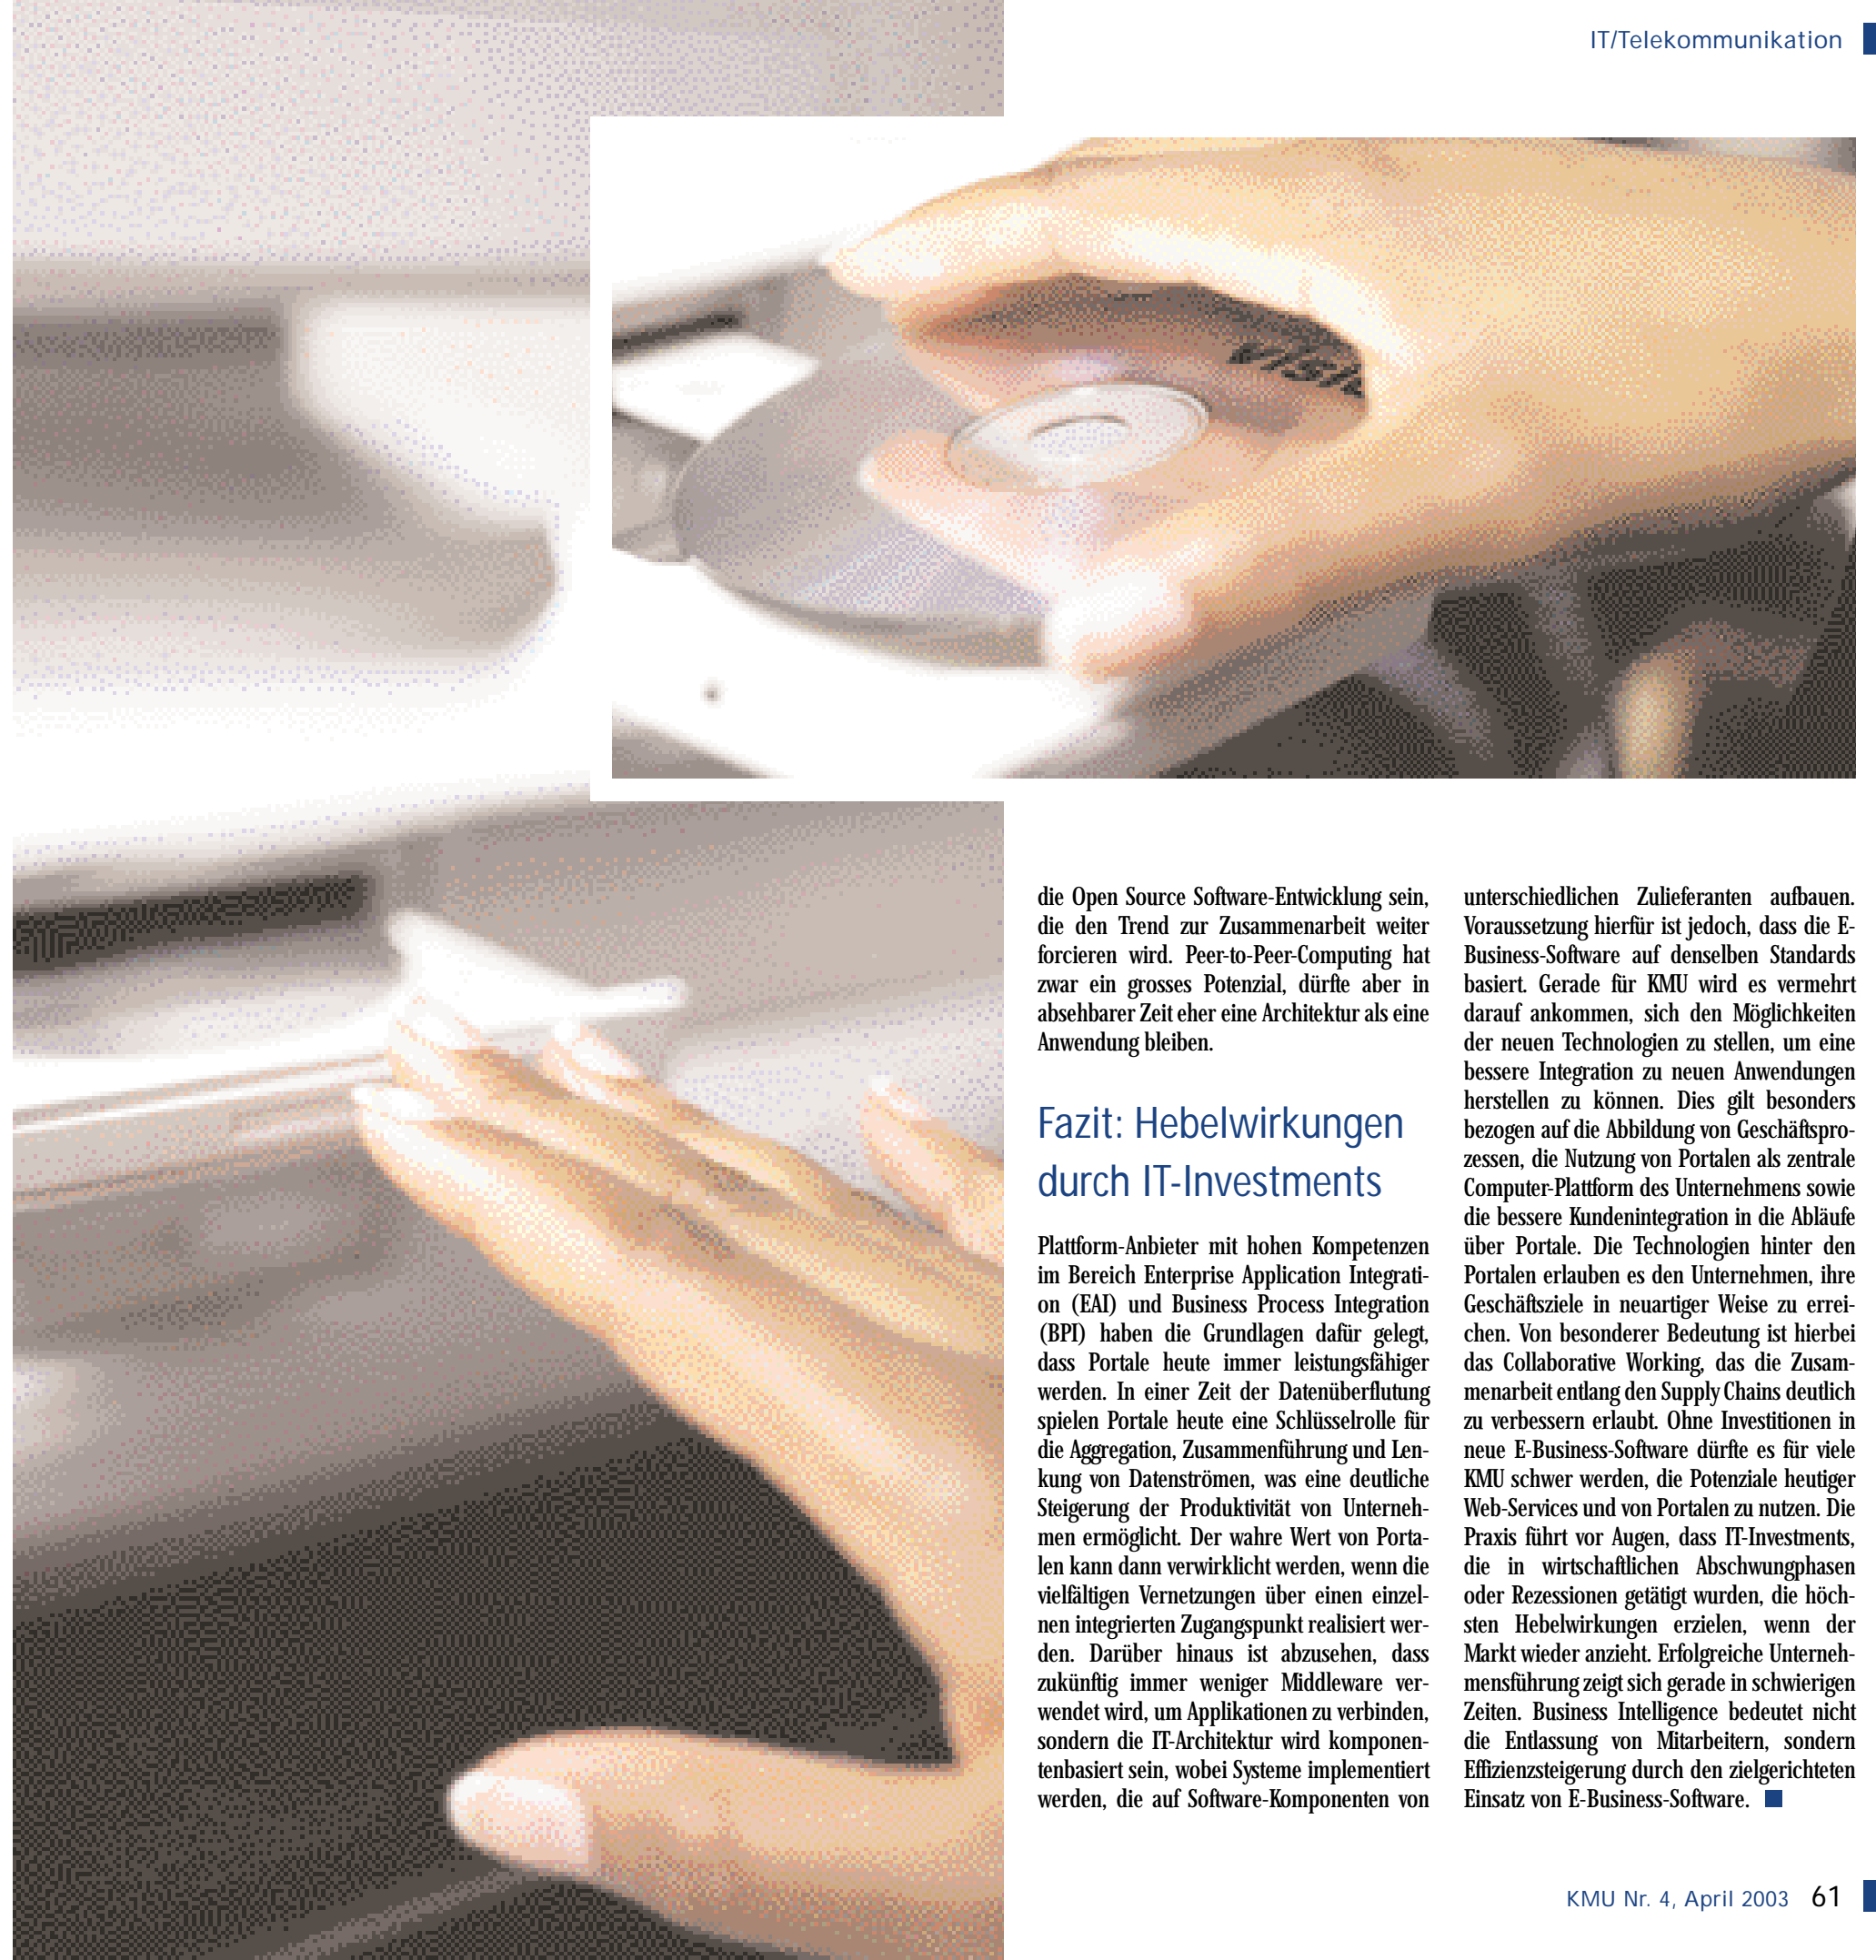 IT/Telekommunikation
die Open Source Software-Entwicklung sein,
die den Trend zur Zusammenarbeit weiter
forcieren wird. Peer-to-Peer-Computing hat
zwar ein grosses Potenzial, dürfte aber in
absehbarer Zeit eher eine Architektur als eine
Anwendung bleiben.
Fazit: Hebelwirkungen
durch IT-Investments
Plattform-Anbieter mit hohen Kompetenzen
im Bereich Enterprise Application Integrati-
on (EAI) und Business Process Integration
(BPI) haben die Grundlagen dafür gelegt,
dass Portale heute immer leistungsfähiger
werden. In einer Zeit der Datenüberflutung
spielen Portale heute eine Schlüsselrolle für
die Aggregation, Zusammenführung und Len-
kung von Datenströmen, was eine deutliche
Steigerung der Produktivität von Unterneh-
men ermöglicht. Der wahre Wert von Porta-
len kann dann verwirklicht werden, wenn die
vielfältigen Vernetzungen über einen einzel-
nen integrierten Zugangspunkt realisiert wer-
den. Darüber hinaus ist abzusehen, dass
zukünftig immer weniger Middleware ver-
wendet wird, um Applikationen zu verbinden,
sondern die IT-Architektur wird komponen-
tenbasiert sein, wobei Systeme implementiert
werden, die auf Software-Komponenten von
unterschiedlichen Zulieferanten aufbauen.
Voraussetzung hierfür ist jedoch, dass die E-
Business-Software auf denselben Standards
basiert. Gerade für KMU wird es vermehrt
darauf ankommen, sich den Möglichkeiten
der neuen Technologien zu stellen, um eine
bessere Integration zu neuen Anwendungen
herstellen zu können. Dies gilt besonders
bezogen auf die Abbildung von Geschäftspro-
zessen, die Nutzung von Portalen als zentrale
Computer-Plattform des Unternehmens sowie
die bessere Kundenintegration in die Abläufe
über Portale. Die Technologien hinter den
Portalen erlauben es den Unternehmen, ihre
Geschäftsziele in neuartiger Weise zu errei-
chen. Von besonderer Bedeutung ist hierbei
das Collaborative Working, das die Zusam-
menarbeit entlang den Supply Chains deutlich
zu verbessern erlaubt. Ohne Investitionen in
neue E-Business-Software dürfte es für viele
KMU schwer werden, die Potenziale heutiger
Web-Services und von Portalen zu nutzen. Die
Praxis führt vor Augen, dass IT-Investments,
die in wirtschaftlichen Abschwungphasen
oder Rezessionen getätigt wurden, die höch-
sten Hebelwirkungen erzielen, wenn der
Markt wieder anzieht. Erfolgreiche Unterneh-
mensführung zeigt sich gerade in schwierigen
Zeiten. Business Intelligence bedeutet nicht
die Entlassung von Mitarbeitern, sondern
Effizienzsteigerung durch den zielgerichteten
Einsatz von E-Business-Software.
KMU Nr. 4, April 2003 61